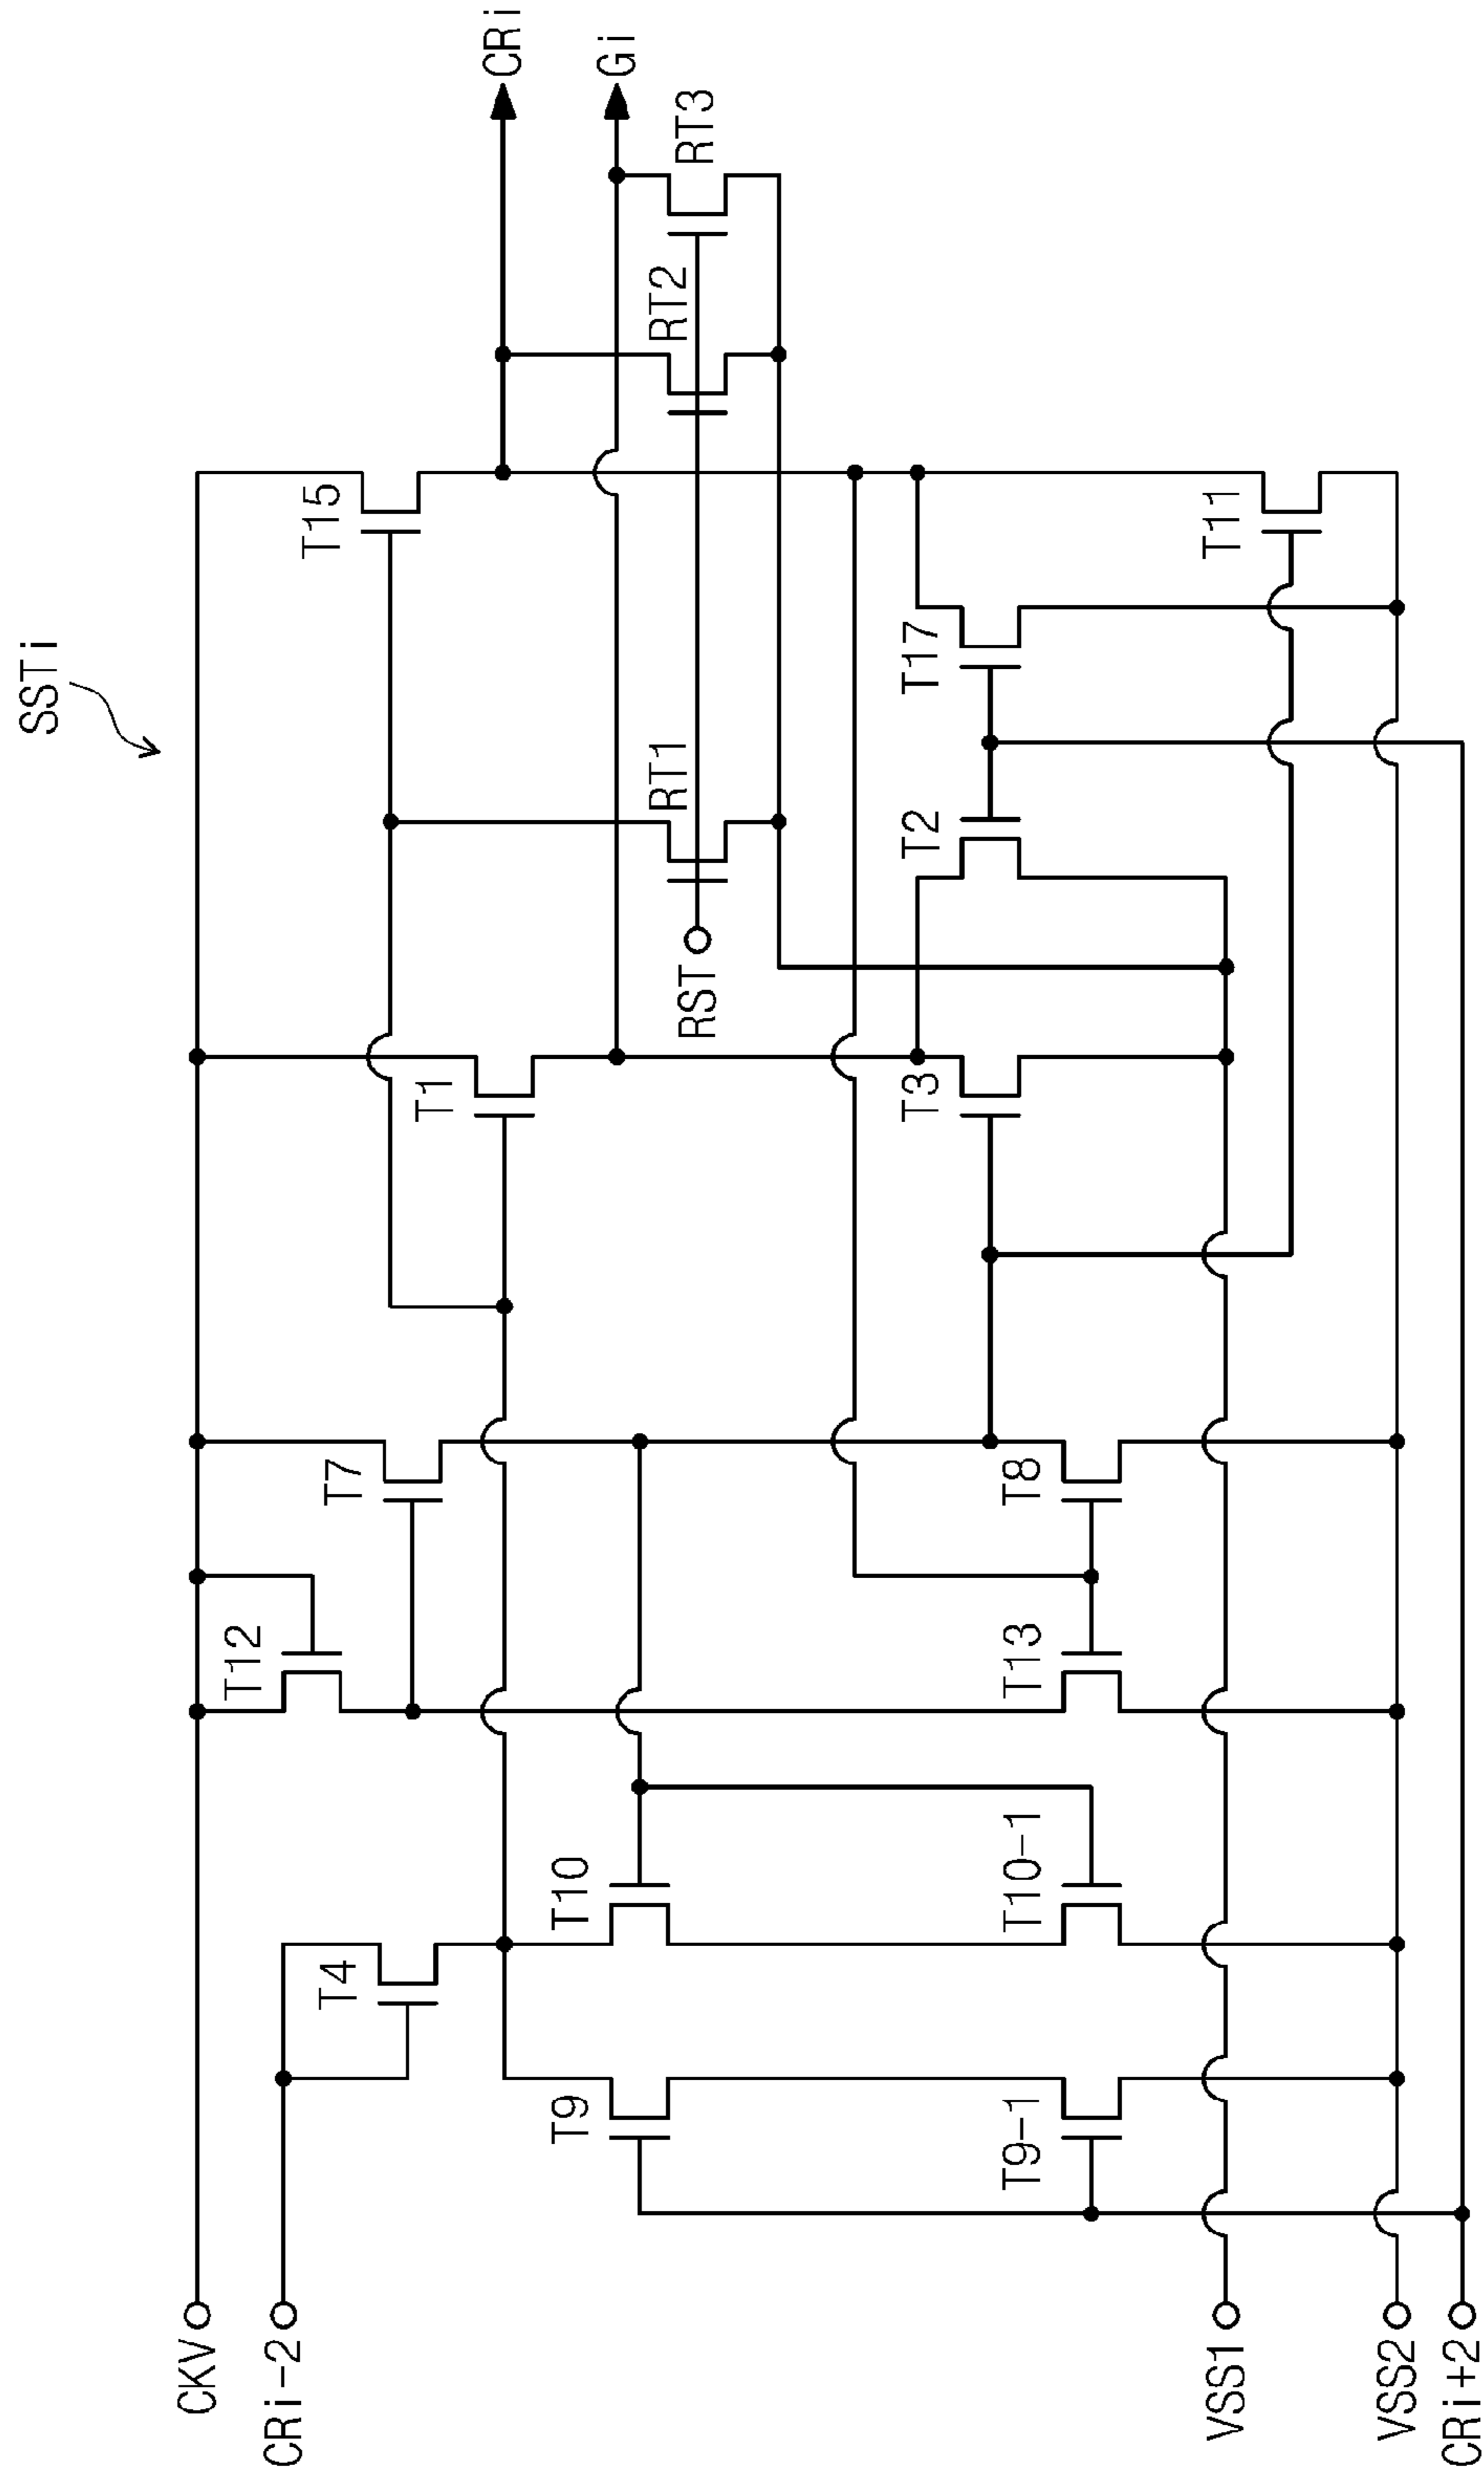 SSTi
CKV
CRi-2
VSS1
VSS2
CRi+2
T12
T7
T4
T15
T1
CRi
Gi
T9
T10
RST
RT1
RT2
RT3
T9-1
T10-1
T13
T8
T3
T2
T17
T11